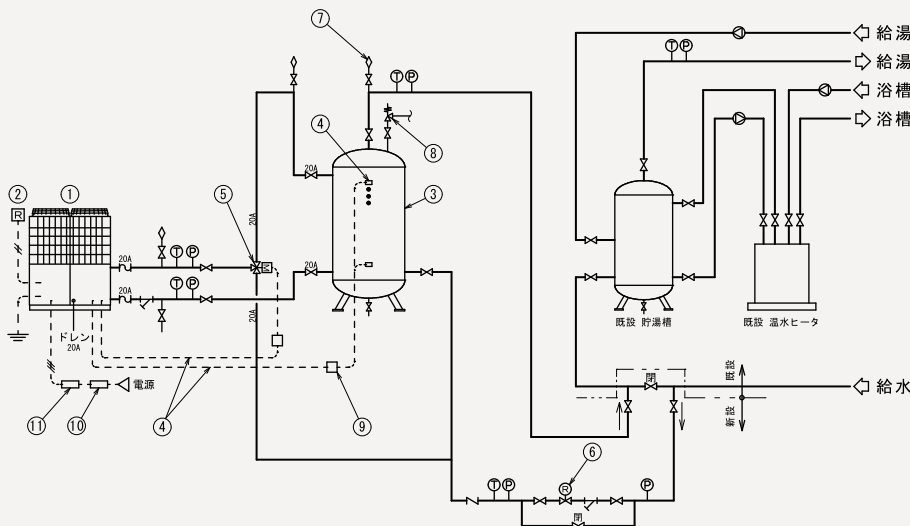 給湯
給湯
浴槽
浴槽
⑦
T P
T P
④
⑧
③
② ①
R
⑤
20A
20A
20A
20A
20A
20A
T P
T P
M
ドレン
20A
電源
⑪ ⑩ ④ ⑨
既設 貯湯槽
既設 温水ヒータ
閉
既設
新設
給水
⑥
T P
R
P
閉